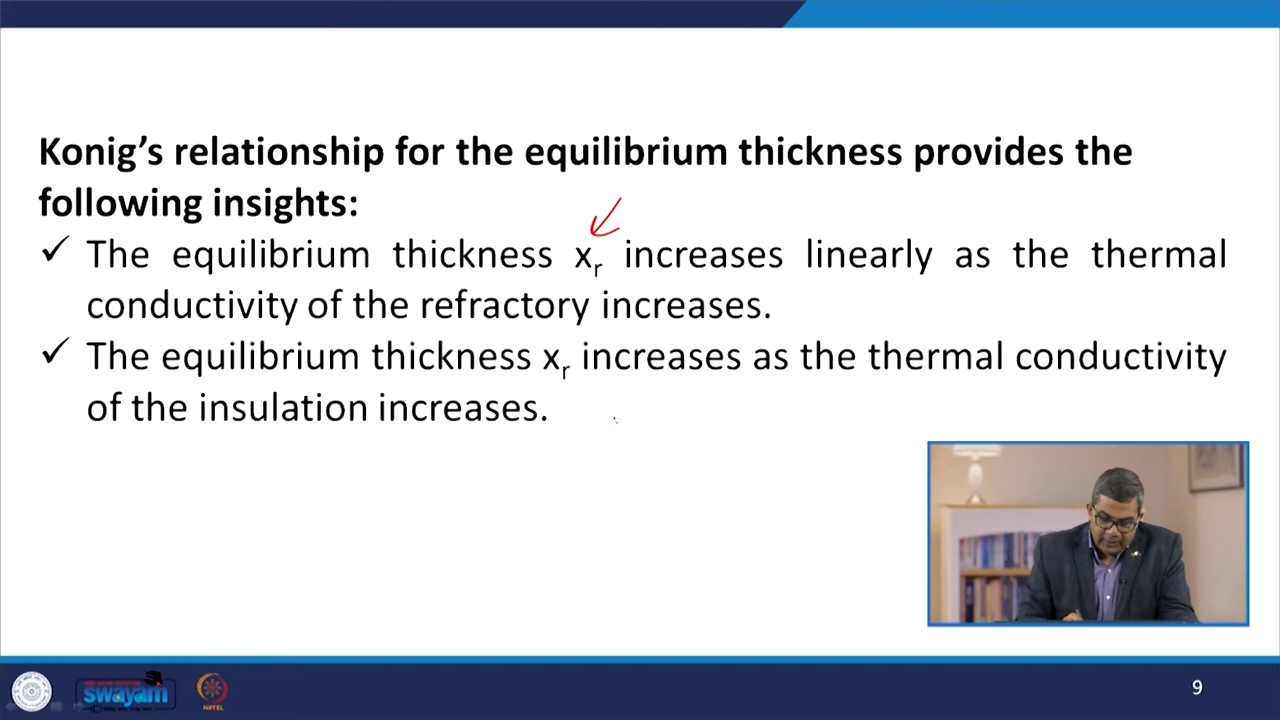 Konig’s relationship for the equilibrium thickness provides the
following insights:
✓ The equilibrium thickness xᵣ increases linearly as the thermal
conductivity of the refractory increases.
✓ The equilibrium thickness xᵣ increases as the thermal conductivity
of the insulation increases.
swayam
NPTEL
9